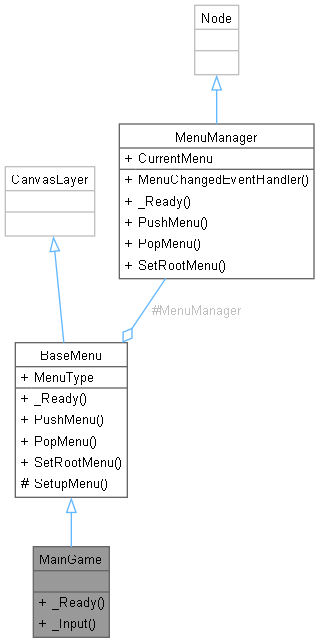 Node
MenuManager
+ CurrentMenu
+ MenuChangedEventHandler()
+ _Ready()
+ PushMenu()
+ PopMenu()
+ SetRootMenu()
CanvasLayer
#MenuManager
BaseMenu
+ MenuType
+ _Ready()
+ PushMenu()
+ PopMenu()
+ SetRootMenu()
# SetupMenu()
MainGame
+ _Ready()
+ _Input()